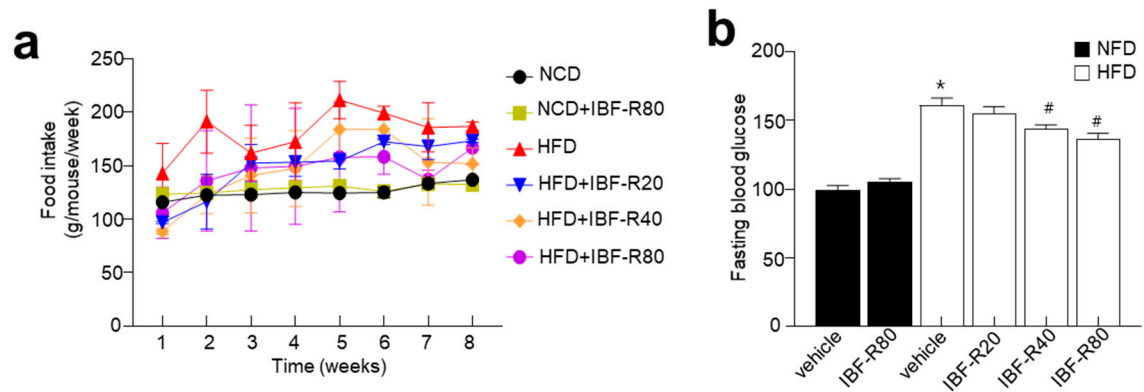 a
Food intake
(g/mouse/week)
250
200
150
100
50
0
1 2 3 4 5 6 7 8
Time (weeks)
NCD
NCD+IBF-R80
HFD
HFD+IBF-R20
HFD+IBF-R40
HFD+IBF-R80
b
NFD
HFD
Fasting blood glucose
200
150
100
50
0
* # #
vehicle IBF-R80 vehicle IBF-R20 IBF-R40 IBF-R80